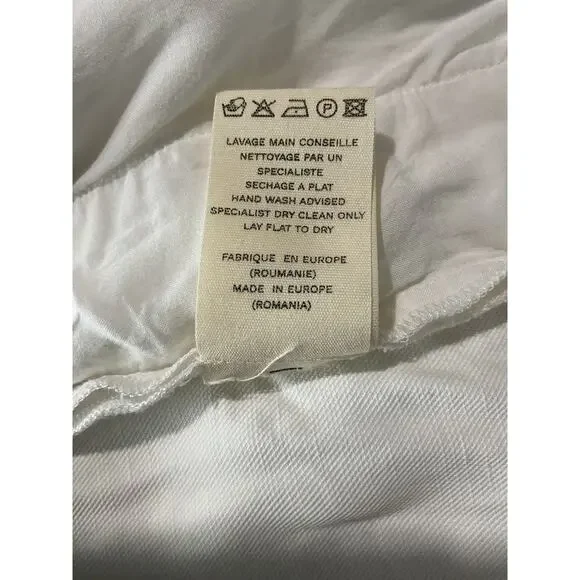 P
LAVAGE MAIN CONSEILLE
NETTOYAGE PAR UN
SPECIALISTE
SECHAGE A PLAT
HAND WASH ADVISED
SPECIALIST DRY CLEAN ONLY
LAY FLAT TO DRY
FABRIQUE EN EUROPE
(ROUMANIE)
MADE IN EUROPE
(ROMANIA)